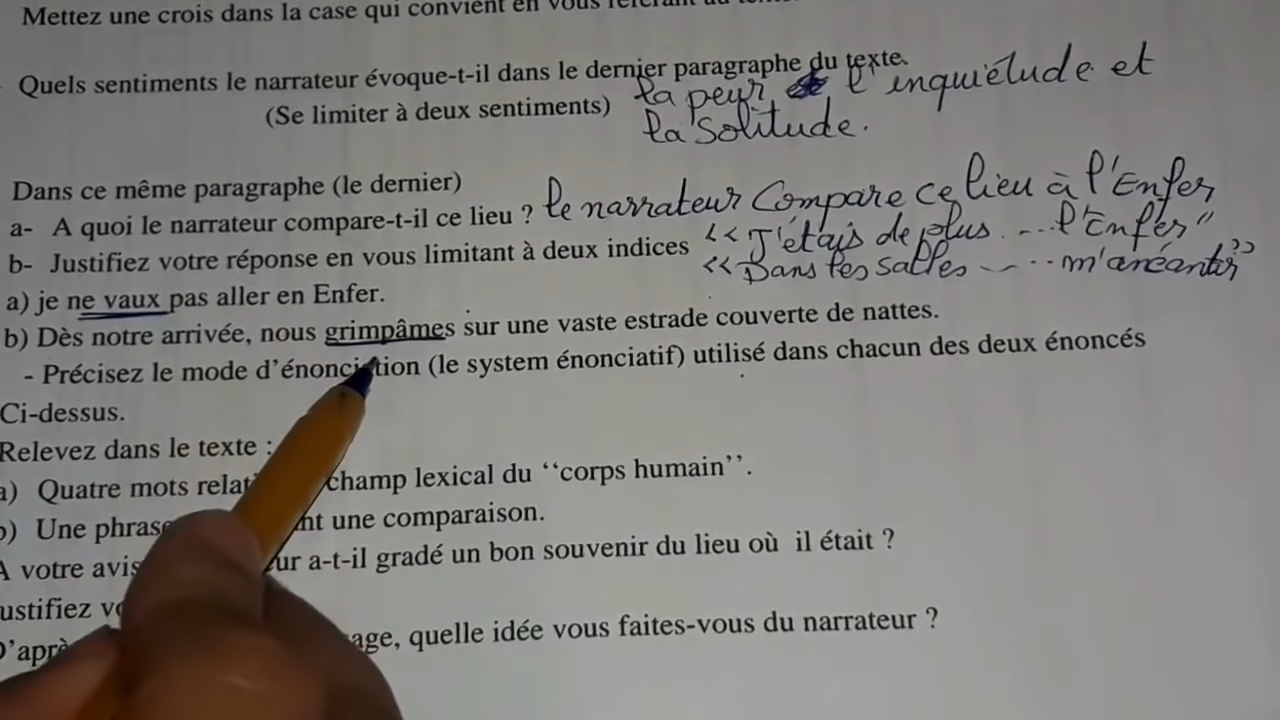 Mettez une crois dans la case qui convient en vous
Quels sentiments le narrateur évoque-t-il dans le dernier paragraphe du texte.
(Se limiter à deux sentiments) la peur, l'inquiétude et
la solitude.
Dans ce même paragraphe (le dernier)
a- A quoi le narrateur compare-t-il ce lieu ? le narrateur compare ce lieu à l'Enfer
b- Justifiez votre réponse en vous limitant à deux indices << J'étais de plus .... l'Enfer"
<< Dans les salles --- .. m'anéantir"
a) je ne vaux pas aller en Enfer.
b) Dès notre arrivée, nous grimpâmes sur une vaste estrade couverte de nattes.
- Précisez le mode d'énonciation (le system énonciatif) utilisé dans chacun des deux énoncés
Ci-dessus.
Relevez dans le texte :
a) Quatre mots champ lexical du ‘‘corps humain’’.
b) Une phrase une comparaison.
A votre avis a-t-il gradé un bon souvenir du lieu où il était ?
quelle idée vous faites-vous du narrateur ?